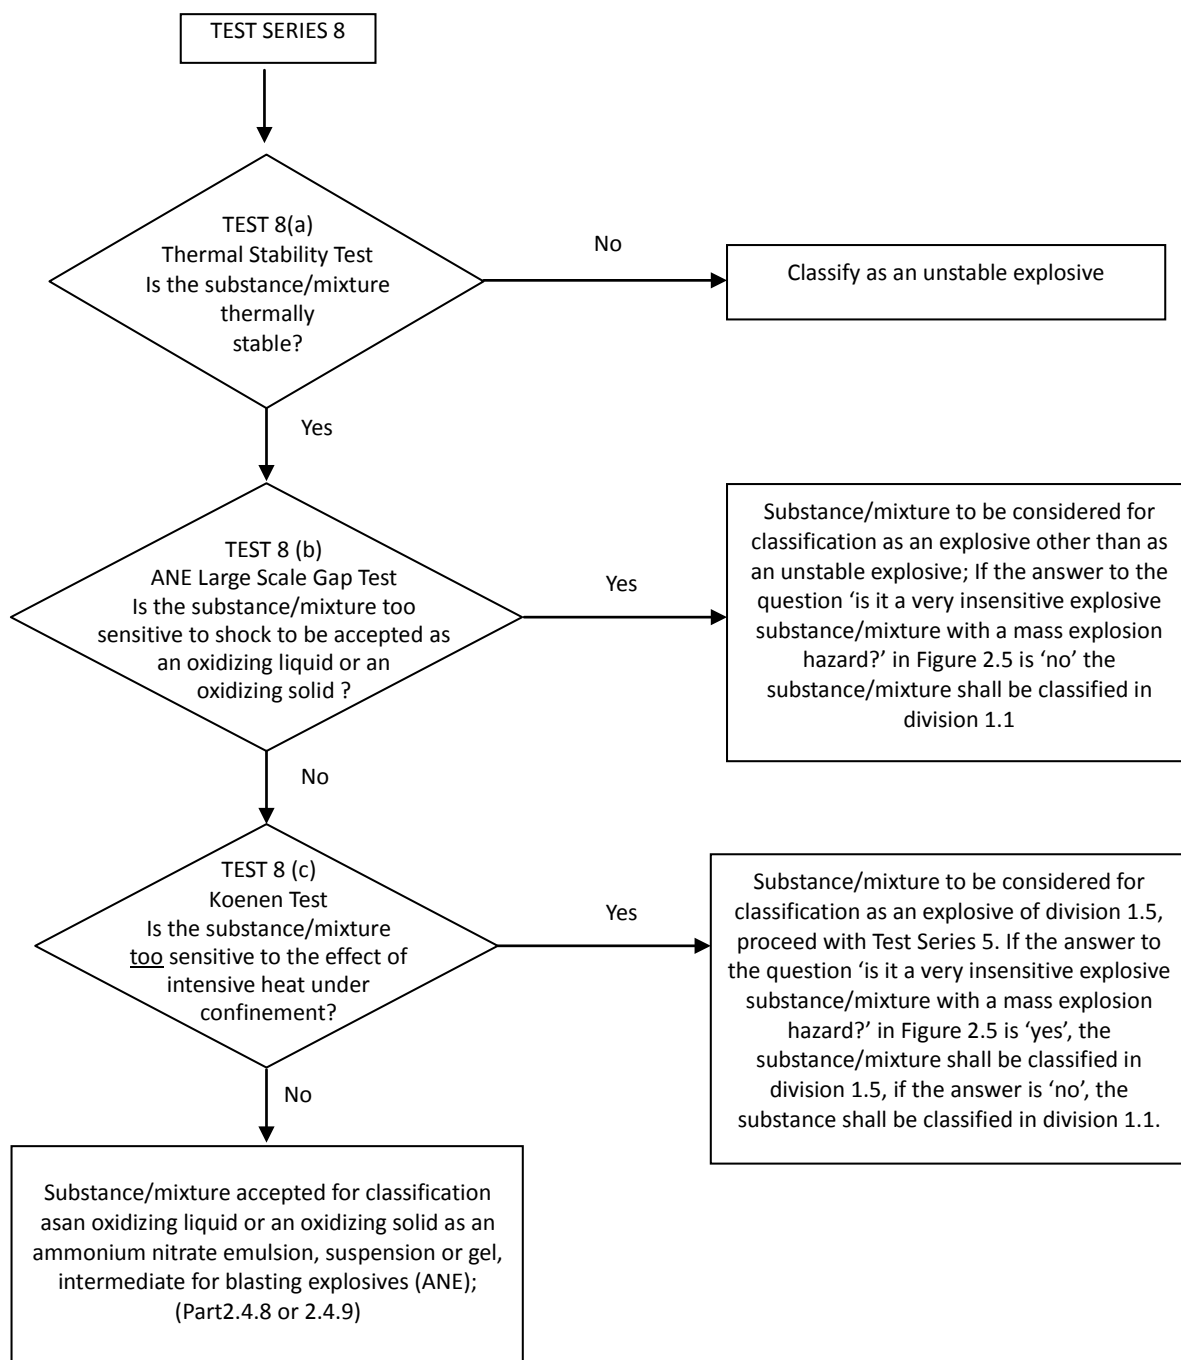 TEST SERIES 8
TEST 8(a)
Thermal Stability Test
Is the substance/mixture
thermally
stable?
No
Classify as an unstable explosive
Yes
TEST 8 (b)
ANE Large Scale Gap Test
Is the substance/mixture too
sensitive to shock to be accepted as
an oxidizing liquid or an
oxidizing solid ?
Yes
Substance/mixture to be considered for
classification as an explosive other than as
an unstable explosive; If the answer to the
question ‘is it a very insensitive explosive
substance/mixture with a mass explosion
hazard?’ in Figure 2.5 is ‘no’ the
substance/mixture shall be classified in
division 1.1
No
TEST 8 (c)
Koenen Test
Is the substance/mixture
too sensitive to the effect of
intensive heat under
confinement?
Yes
Substance/mixture to be considered for
classification as an explosive of division 1.5,
proceed with Test Series 5. If the answer to
the question ‘is it a very insensitive explosive
substance/mixture with a mass explosion
hazard?’ in Figure 2.5 is ‘yes’, the
substance/mixture shall be classified in
division 1.5, if the answer is ‘no’, the
substance shall be classified in division 1.1.
No
Substance/mixture accepted for classification
asan oxidizing liquid or an oxidizing solid as an
ammonium nitrate emulsion, suspension or gel,
intermediate for blasting explosives (ANE);
(Part2.4.8 or 2.4.9)